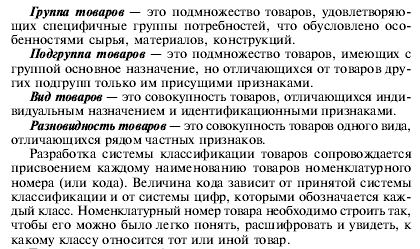 Группа товаров — это подмножество товаров, удовлетворяю-
щих специфичные группы потребностей, что обусловлено осо-
бенностями сырья, материалов, конструкций.
Подгруппа товаров — это подмножество товаров, имеющих с
группой основное назначение, но отличающихся от товаров дру-
гих подгрупп только им присущими признаками.
Вид товаров — это совокупность товаров, отличающихся инди-
видуальным назначением и идентификационными признаками.
Разновидность товаров — это совокупность товаров одного вида,
отличающихся рядом частных признаков.
Разработка системы классификации товаров сопровождается
присвоением каждому наименованию товаров номенклатурного
номера (или кода). Величина кода зависит от принятой системы
классификации и от системы цифр, которыми обозначается каж-
дый класс. Номенклатурный номер товара необходимо строить так,
чтобы его можно было легко понять, расшифровать и увидеть, к
какому классу относится тот или иной товар.